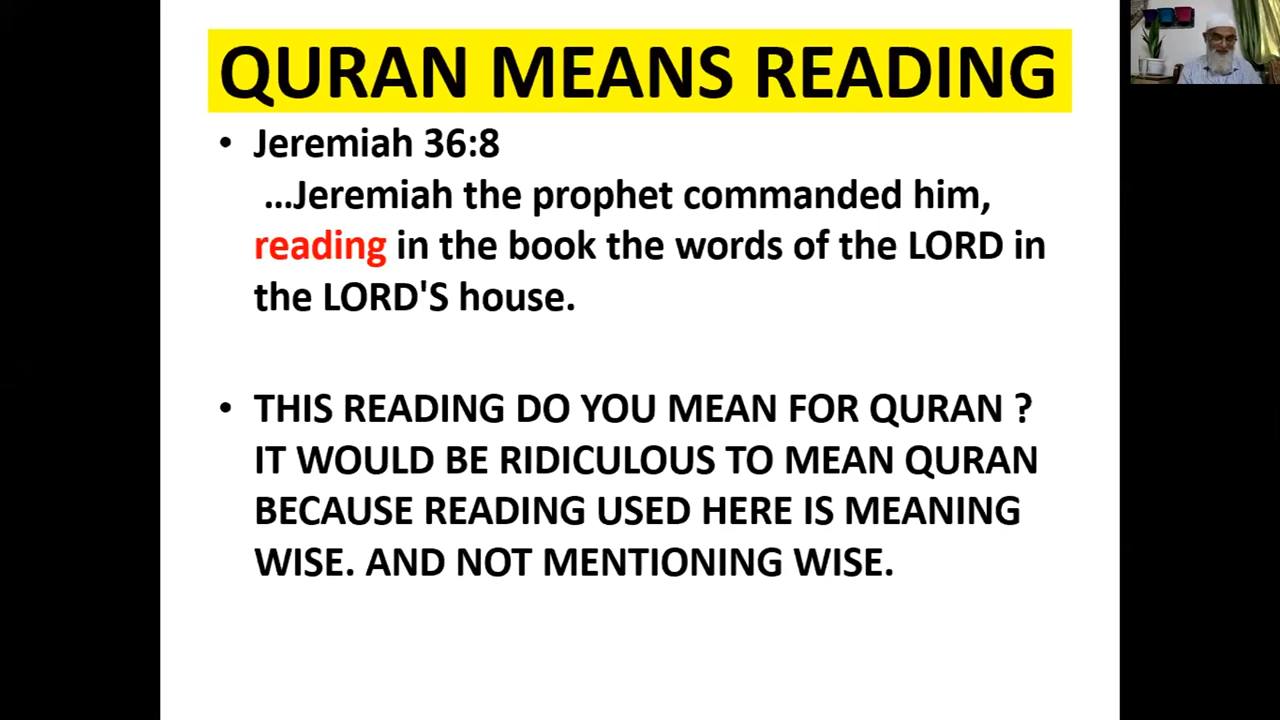 QURAN MEANS READING
• Jeremiah 36:8
...Jeremiah the prophet commanded him,
reading in the book the words of the LORD in
the LORD'S house.
• THIS READING DO YOU MEAN FOR QURAN ?
IT WOULD BE RIDICULOUS TO MEAN QURAN
BECAUSE READING USED HERE IS MEANING
WISE. AND NOT MENTIONING WISE.